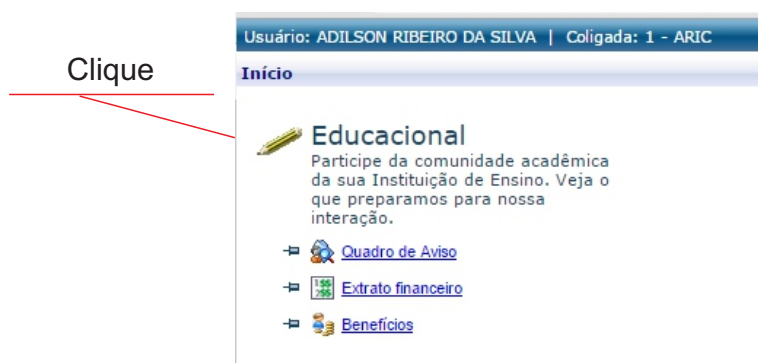 Usuário: ADILSON RIBEIRO DA SILVA | Coligada: 1 - ARIC
Clique
Início
Educacional
Participe da comunidade acadêmica
da sua Instituição de Ensino. Veja o
que preparamos para nossa
interação.
Quadro de Aviso
Extrato financeiro
Benefícios